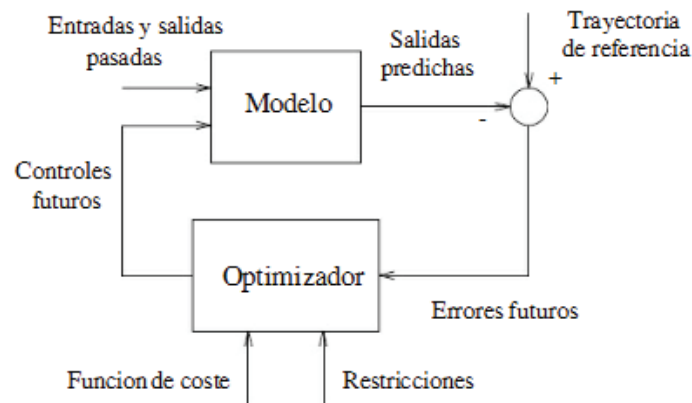 Entradas y salidas
pasadas
Salidas
predichas
Trayectoria
de referencia
+
-
Modelo
Controles
futuros
Optimizador
Errores futuros
Funcion de coste
Restricciones